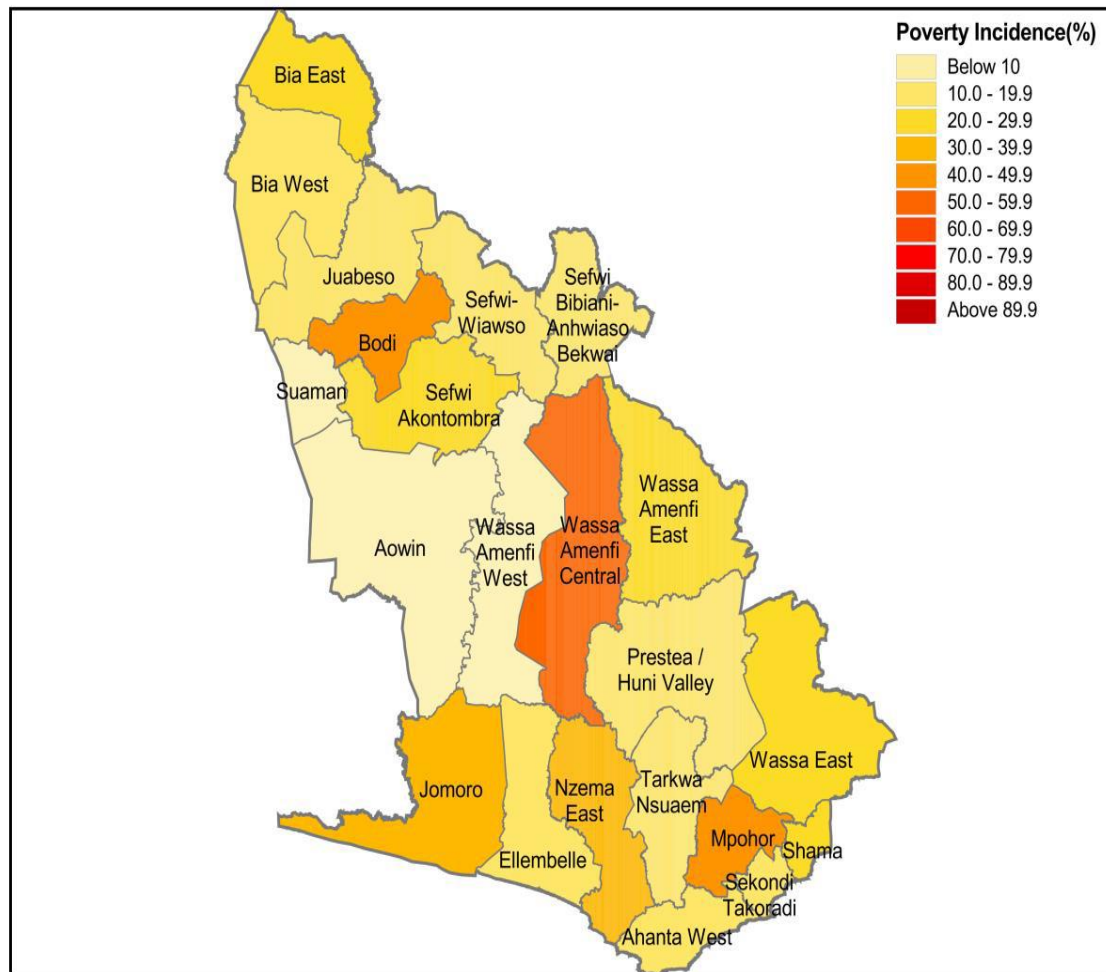 Poverty Incidence(%)
Below 10
10.0 - 19.9
20.0 - 29.9
30.0 - 39.9
40.0 - 49.9
50.0 - 59.9
60.0 - 69.9
70.0 - 79.9
80.0 - 89.9
Above 89.9
Bia East
Bia West
Juabeso
Sefwi-
Wiawso
Sefwi
Bibiani-
Anhwiaso
Bekwai
Bodi
Suaman
Sefwi
Akontombra
Wassa
Amenfi
East
Aowin
Wassa
Amenfi
West
Wassa
Amenfi
Central
Prestea /
Huni Valley
Wassa East
Jomoro
Nzema
East
Tarkwa
Nsuaem
Mpohor
Shama
Ellembelle
Sekondi
Takoradi
Ahanta West